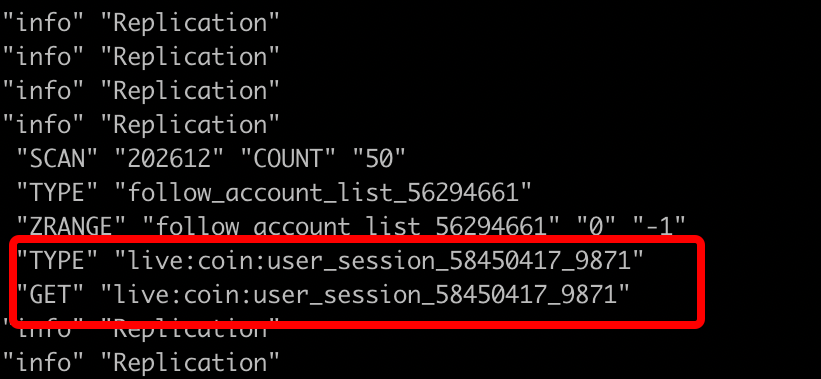 "info" "Replication"
"info" "Replication"
"info" "Replication"
"info" "Replication"
"SCAN" "202612" "COUNT" "50"
"TYPE" "follow_account_list_56294661"
"ZRANGE" "follow_account_list_56294661" "0" "-1"
"TYPE" "live:coin:user_session_58450417_9871"
"GET" "live:coin:user_session_58450417_9871"
"info" "Replication"
"info" "Replication"